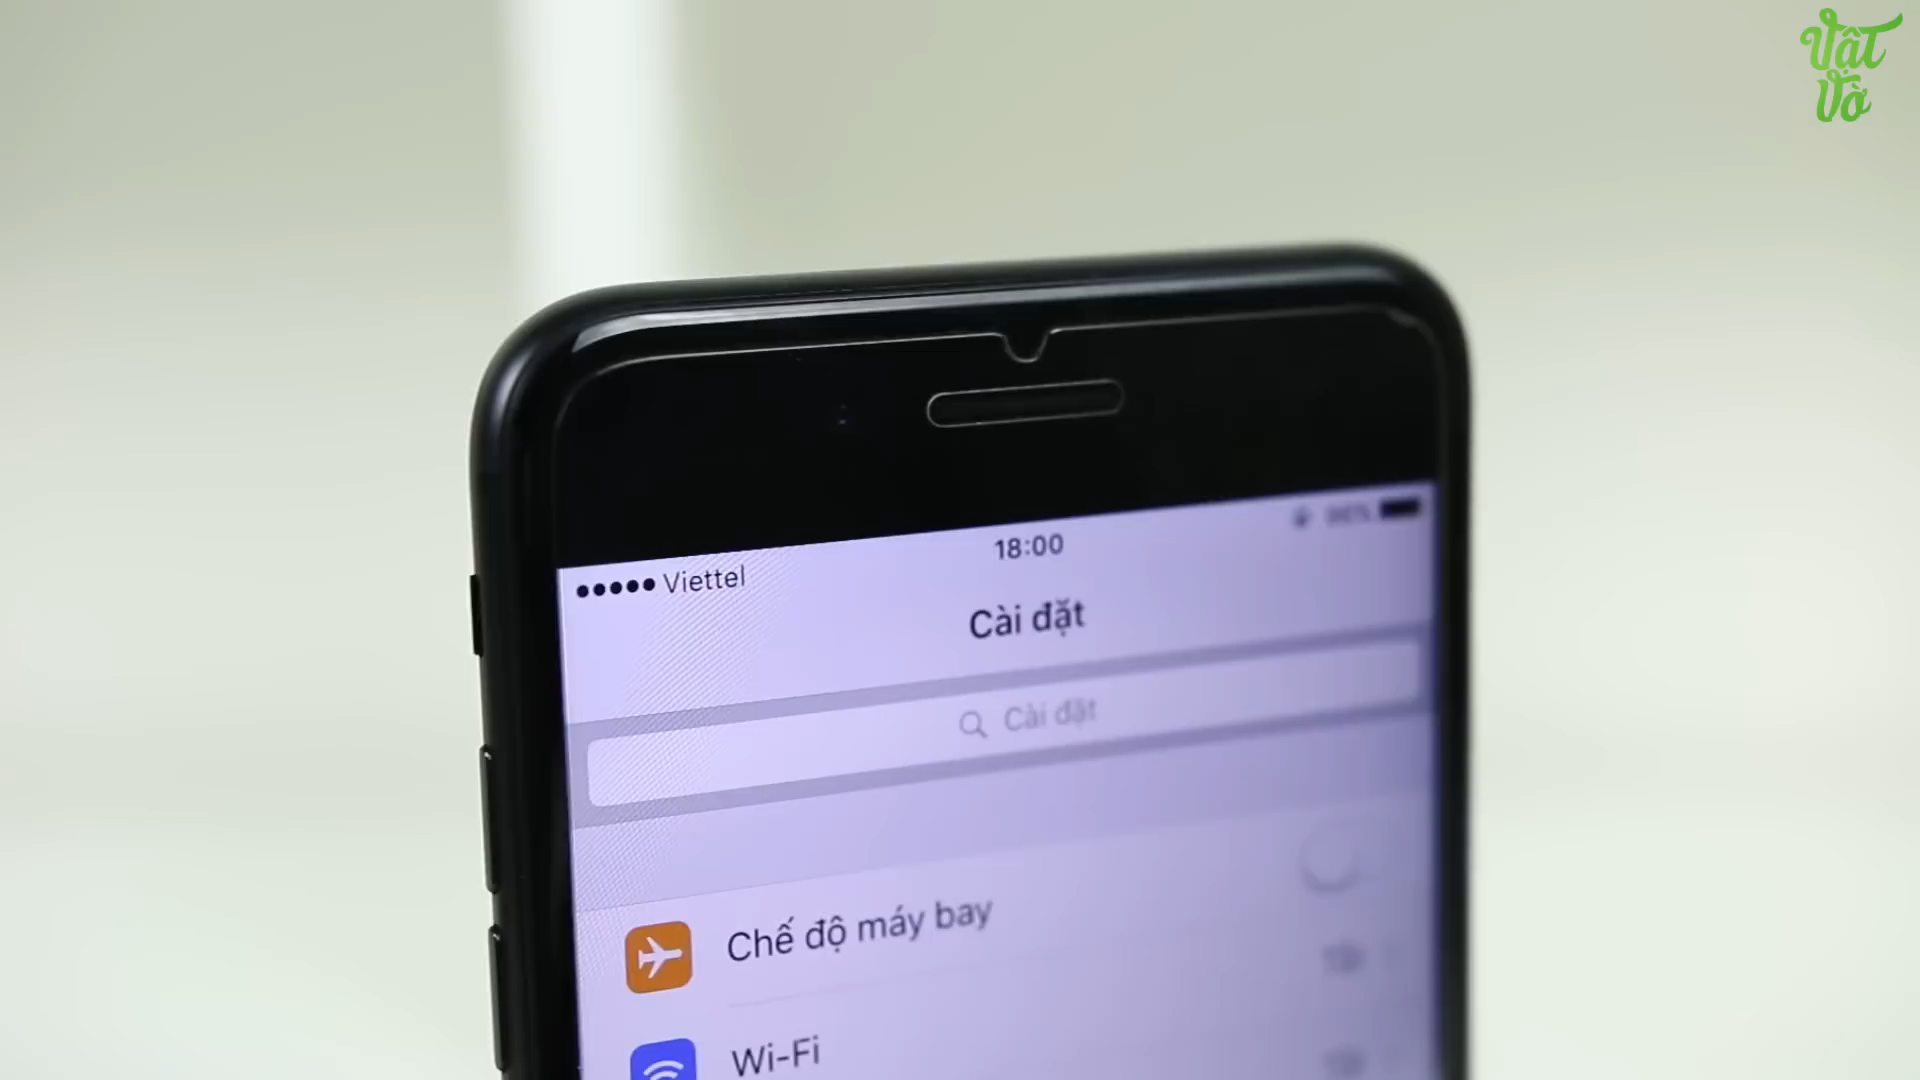 Vật
Vờ
18:00
●●●●● Viettel
Cài đặt
Cài đặt
Chế độ máy bay
Wi-Fi